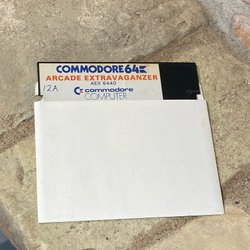 COMMODORE 64
ARCADE EXTRAVAGANZER
AEX 6440
12A
commodore
COMPUTER